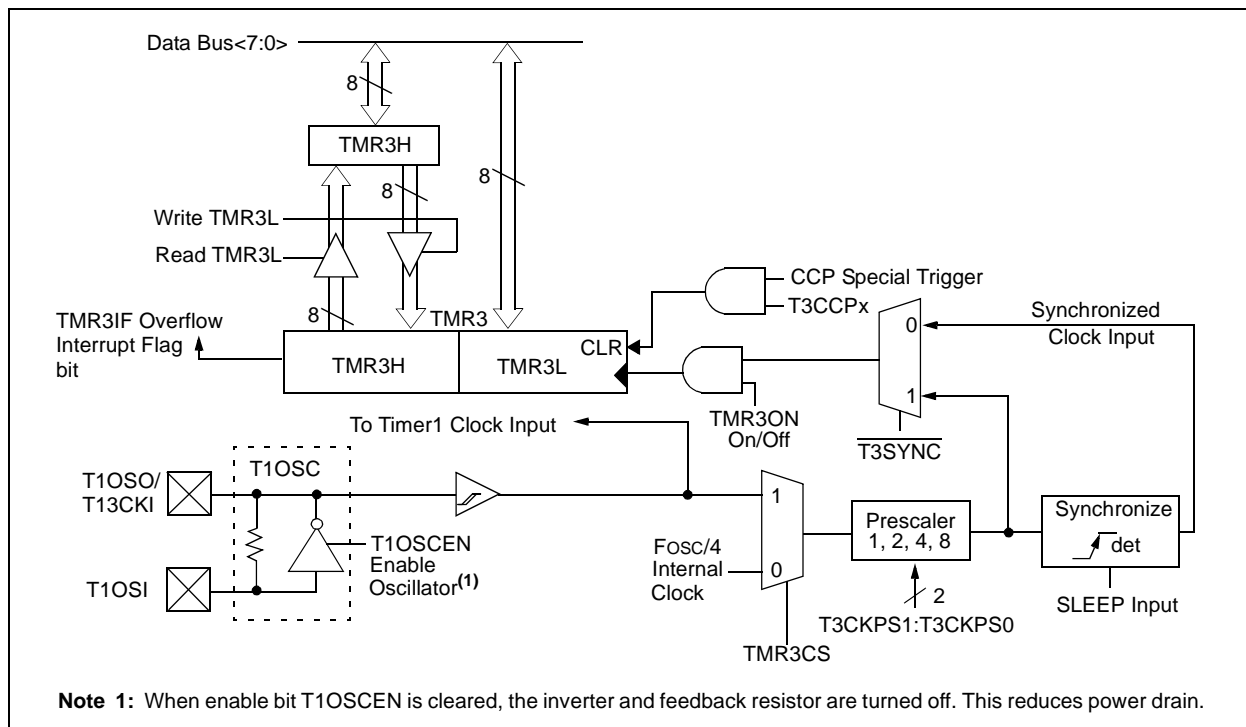 Data Bus<7:0>
8
TMR3H
8
8
Write TMR3L
Read TMR3L
CCP Special Trigger
T3CCPx
8
TMR3
TMR3IF Overflow
Interrupt Flag
bit
CLR
TMR3H
TMR3L
0
Synchronized
Clock Input
1
TMR3ON
On/Off
T3SYNC
To Timer1 Clock Input
T1OSC
T1OSO/
T13CKI
1
Prescaler
1, 2, 4, 8
Synchronize
det
T1OSCEN
Enable
Oscillator(1)
FOSC/4
Internal
Clock
0
T1OSI
2
SLEEP Input
T3CKPS1:T3CKPS0
TMR3CS
Note 1: When enable bit T1OSCEN is cleared, the inverter and feedback resistor are turned off. This reduces power drain.